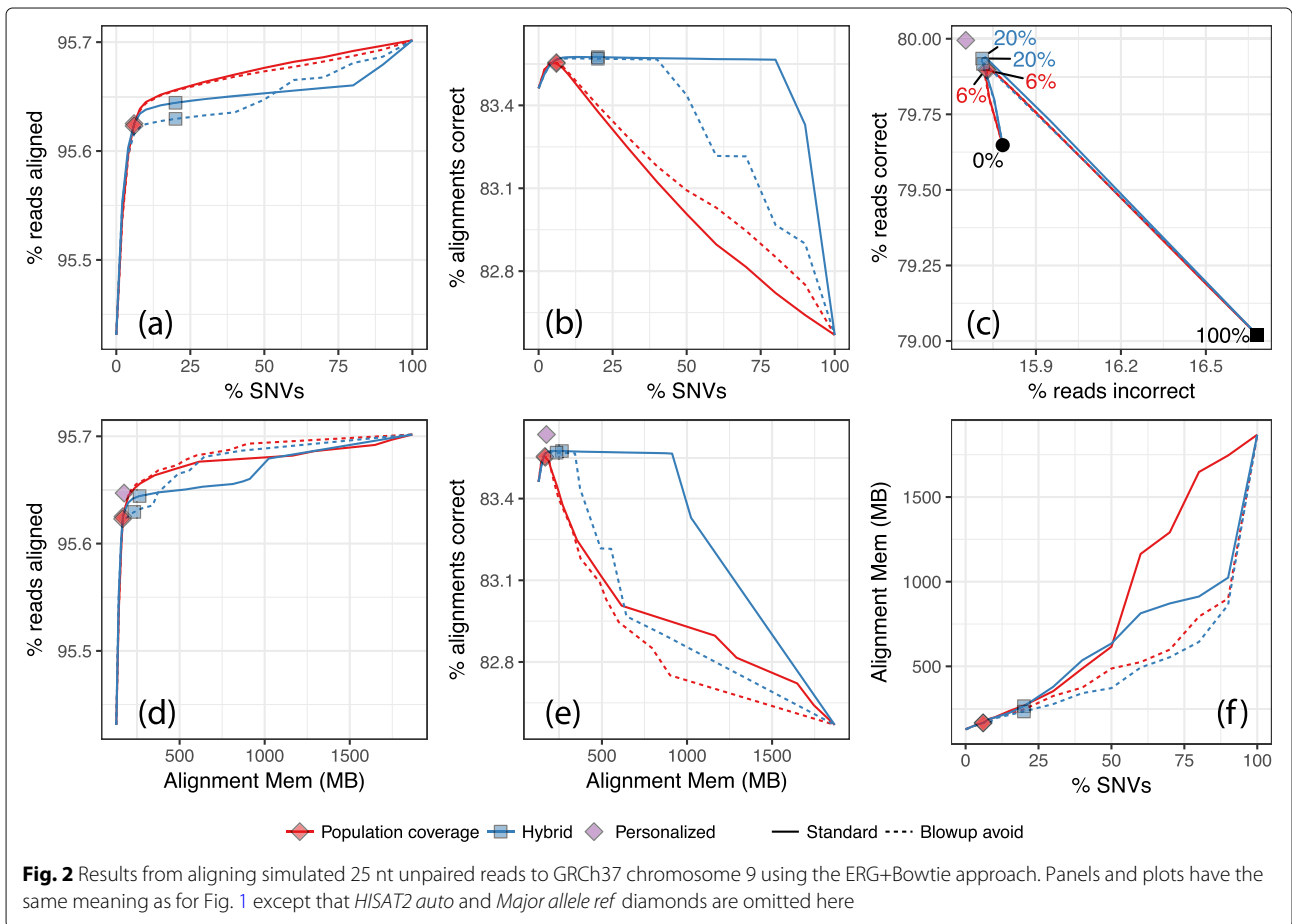 95.7
95.6
95.5
% reads aligned
(a)
0 25 50 75 100
% SNVs
83.4
83.1
82.8
% alignments correct
(b)
0 25 50 75 100
% SNVs
80.00
79.75
79.50
79.25
79.00
% reads correct
20%
20%
6%
6%
0%
100%
(c)
15.9 16.2 16.5
% reads incorrect
95.7
95.6
95.5
% reads aligned
(d)
500 1000 1500
Alignment Mem (MB)
83.4
83.1
82.8
% alignments correct
(e)
500 1000 1500
Alignment Mem (MB)
1500
1000
500
Alignment Mem (MB)
(f)
0 25 50 75 100
% SNVs
Population coverage Hybrid Personalized Standard Blowup avoid
Fig. 2 Results from aligning simulated 25 nt unpaired reads to GRCh37 chromosome 9 using the ERG+Bowtie approach. Panels and plots have the
same meaning as for Fig. 1 except that HISAT2 auto and Major allele ref diamonds are omitted here